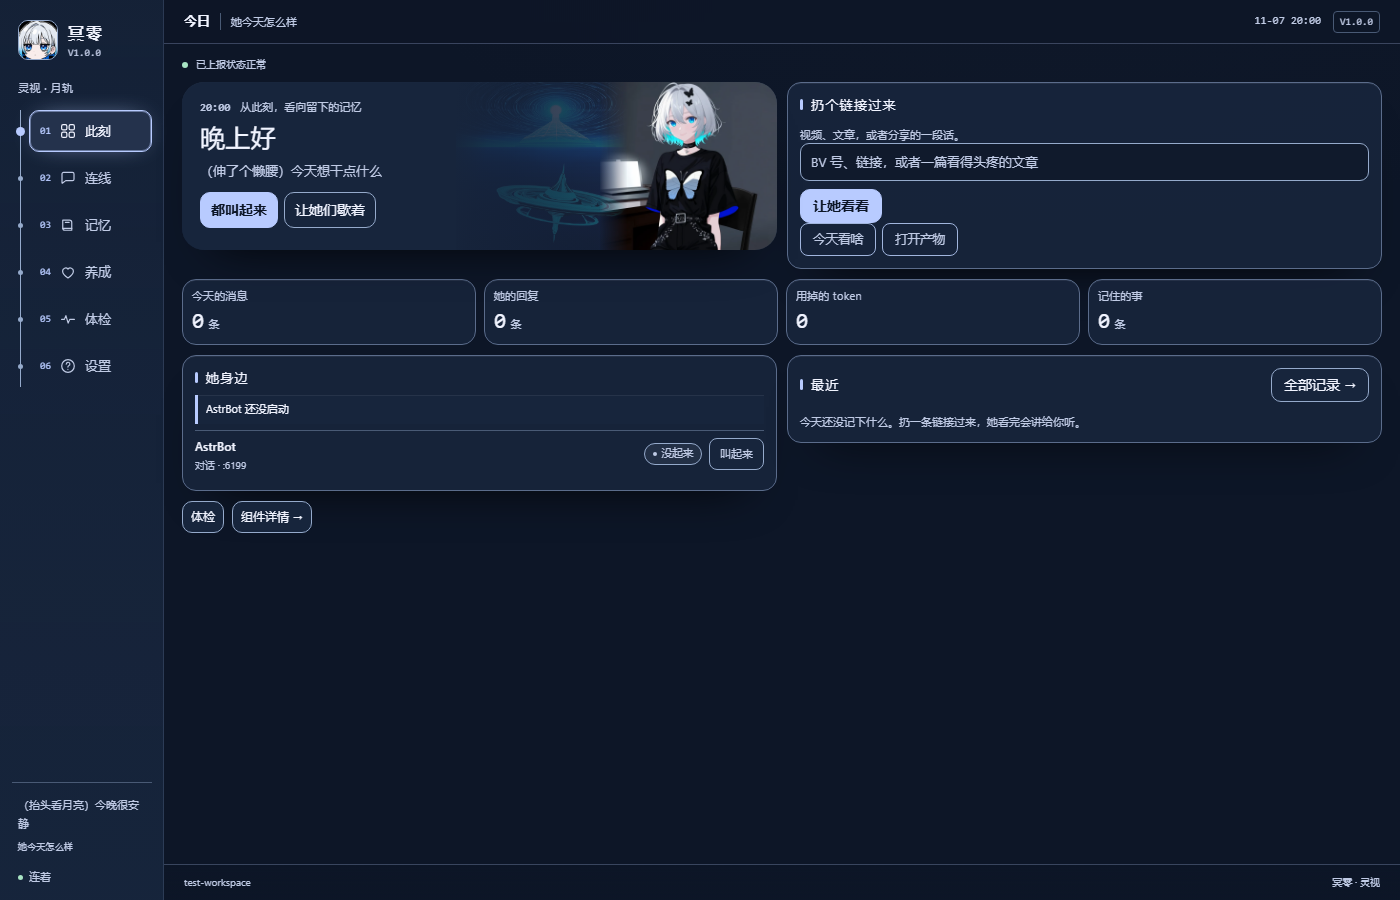 冥零
V1.0.0
灵视 · 月轨
01 此刻
02 连线
03 记忆
04 养成
05 体检
06 设置
（抬头看月亮）今晚很安
静
她今天怎么样
连着
今日 她今天怎么样
11-07 20:00 V1.0.0
已上报状态正常
20:00 从此刻，看向留下的记忆
晚上好
（伸了个懒腰）今天想干点什么
都叫起来 让她们歇着
扔个链接过来
视频、文章，或者分享的一段话。
BV 号、链接，或者一篇看得头疼的文章
让她看看
今天看啥 打开产物
今天的消息
0 条
她的回复
0 条
用掉的 token
0
记住的事
0 条
她身边
AstrBot 还没启动
AstrBot
对话 · :6199
没起来 叫起来
体检 组件详情 →
最近
全部记录 →
今天还没记下什么。扔一条链接过来，她看完会讲给你听。
test-workspace
冥零 · 灵视